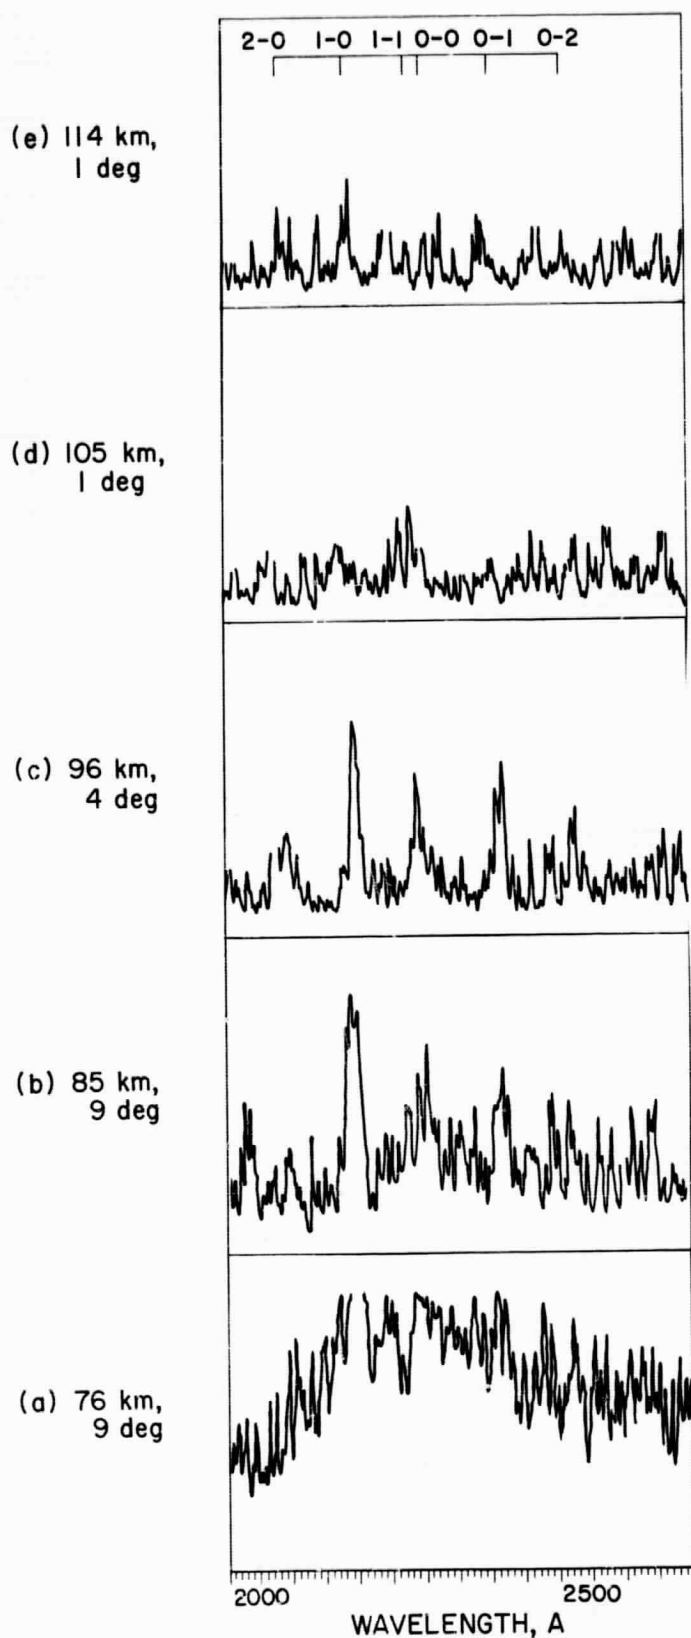 2-0 1-0 1-1 0-0 0-1 0-2
(e) 114 km,
1 deg
(d) 105 km,
1 deg
(c) 96 km,
4 deg
(b) 85 km,
9 deg
(a) 76 km,
9 deg
2000 2500
WAVELENGTH, A